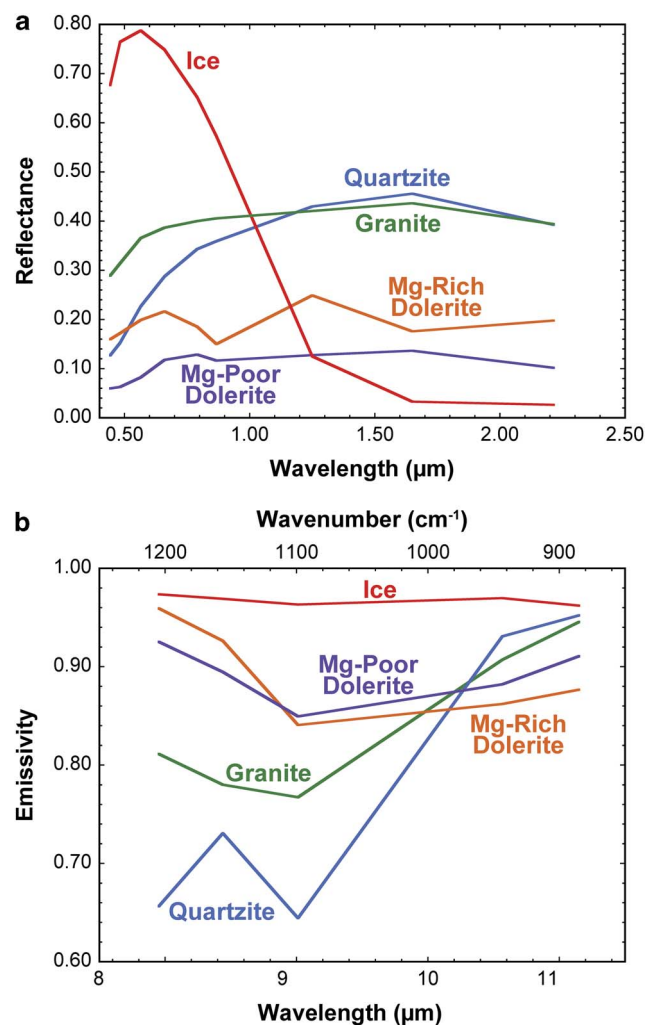 a
0.80
0.70
0.60
0.50
0.40
0.30
0.20
0.10
0.00
Reflectance
Ice
Quartzite
Granite
Mg-Rich
Dolerite
Mg-Poor
Dolerite
0.50 1.00 1.50 2.00 2.50
Wavelength (μm)
b
Wavenumber (cm-1)
1200 1100 1000 900
1.00
0.90
0.80
0.70
0.60
Emissivity
Ice
Mg-Poor
Dolerite
Mg-Rich
Dolerite
Granite
Quartzite
8 9 10 11
Wavelength (μm)